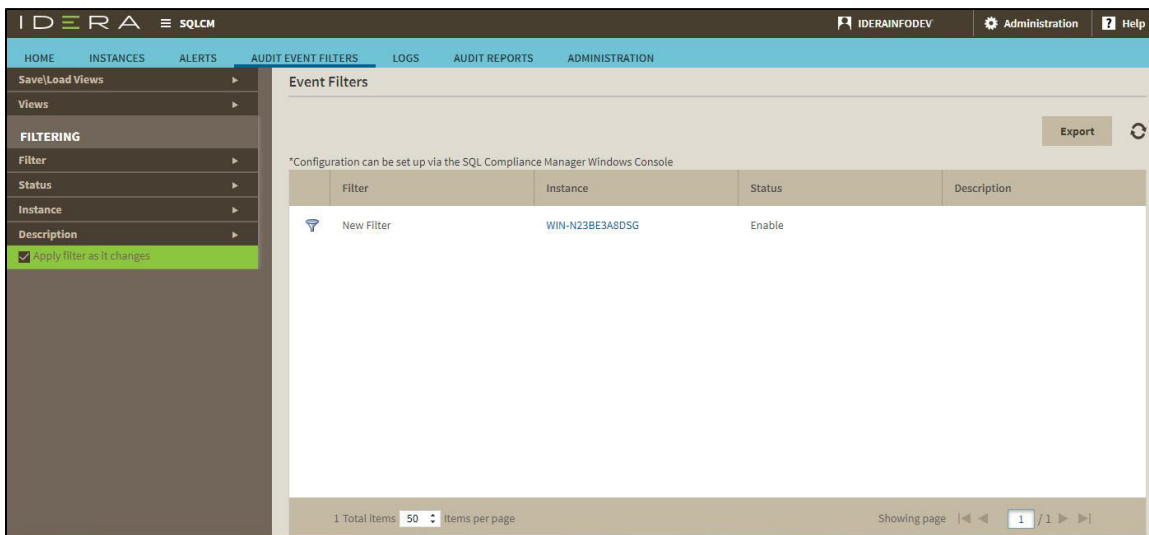 IDERA ≡ SQLCM IDERAINFODEV Administration ? Help
HOME INSTANCES ALERTS AUDIT EVENT FILTERS LOGS AUDIT REPORTS ADMINISTRATION
Save\Load Views
Views
FILTERING
Filter
Status
Instance
Description
Apply filter as it changes
Event Filters
Export
*Configuration can be set up via the SQL Compliance Manager Windows Console
Filter Instance Status Description
New Filter WIN-N23BE3A8DSG Enable
1 Total items 50 Items per page Showing page 1 / 1